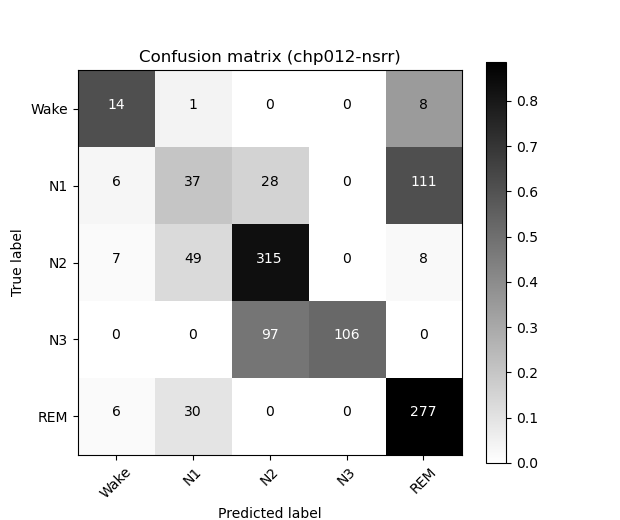 Confusion matrix (chp012-nsrr)
Wake 14 1 0 0 8
N1 6 37 28 0 111
N2 7 49 315 0 8
N3 0 0 97 106 0
REM 6 30 0 0 277
Wake N1 N2 N3 REM
Predicted label
True label
0.8
0.7
0.6
0.5
0.4
0.3
0.2
0.1
0.0